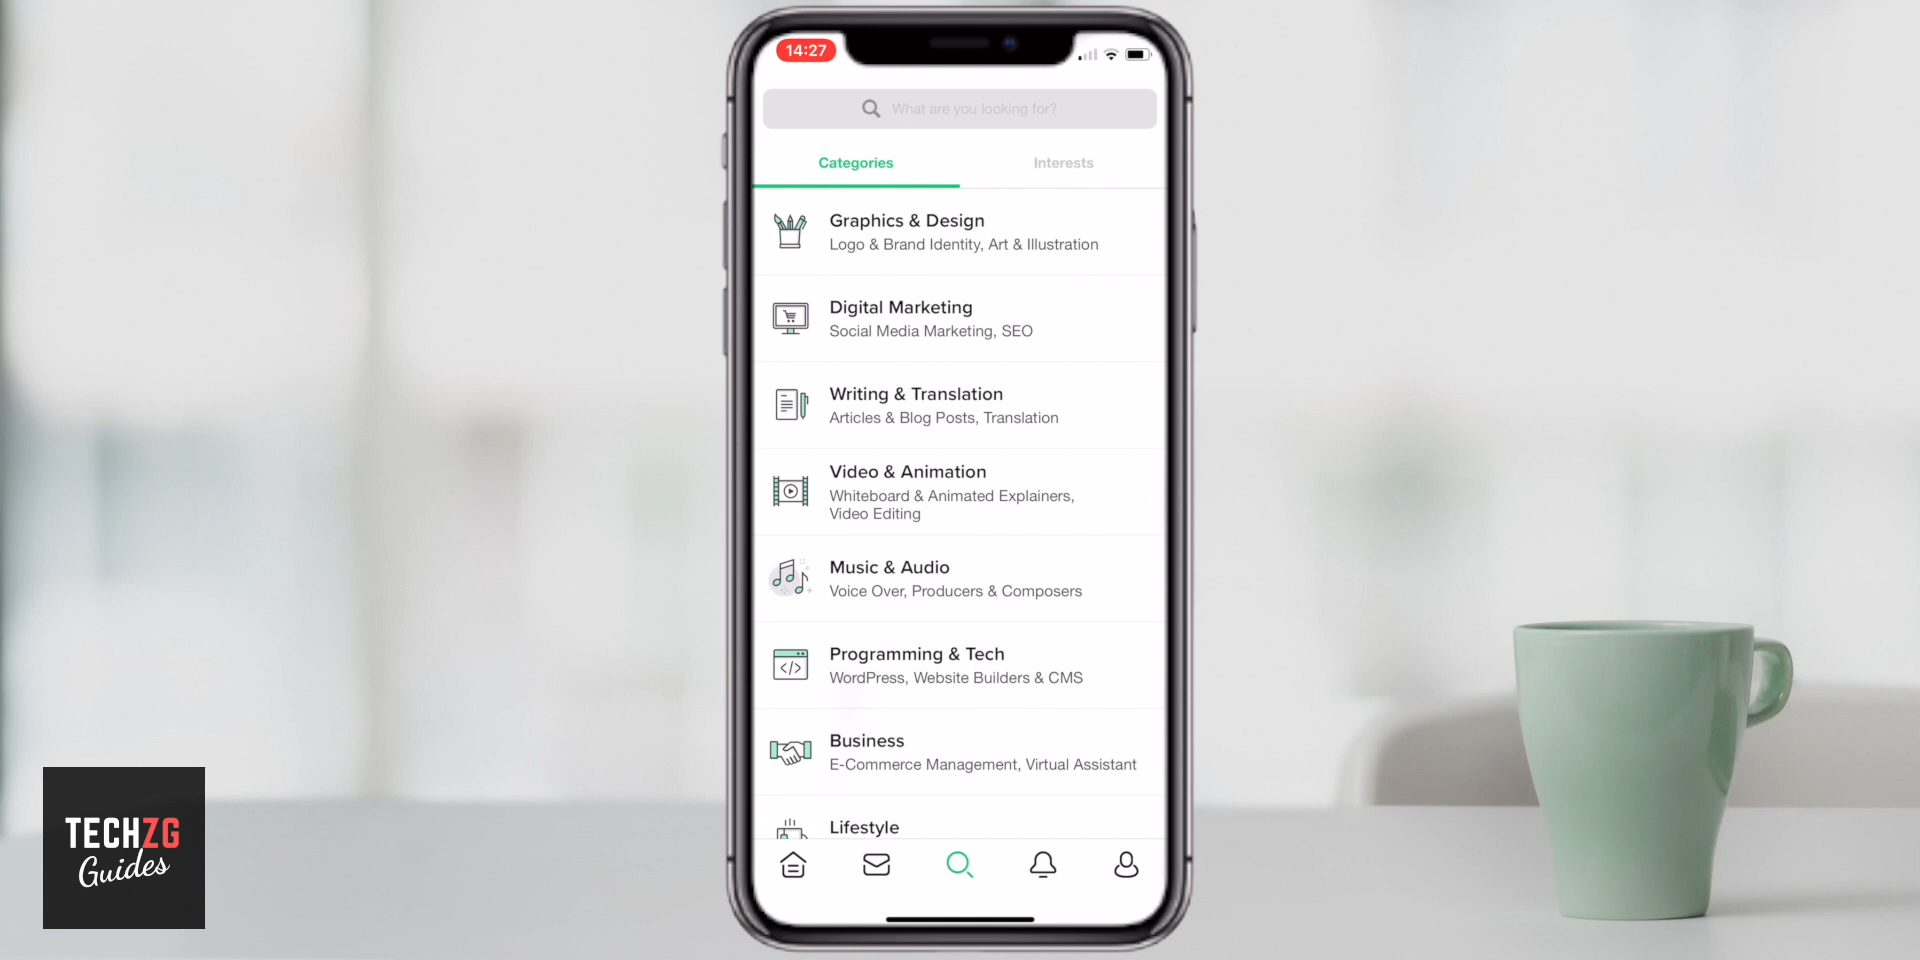 14:27
What are you looking for?
Categories
Interests
Graphics & Design
Logo & Brand Identity, Art & Illustration
Digital Marketing
Social Media Marketing, SEO
Writing & Translation
Articles & Blog Posts, Translation
Video & Animation
Whiteboard & Animated Explainers,
Video Editing
Music & Audio
Voice Over, Producers & Composers
Programming & Tech
WordPress, Website Builders & CMS
Business
E-Commerce Management, Virtual Assistant
Lifestyle
TECHZG
Guides